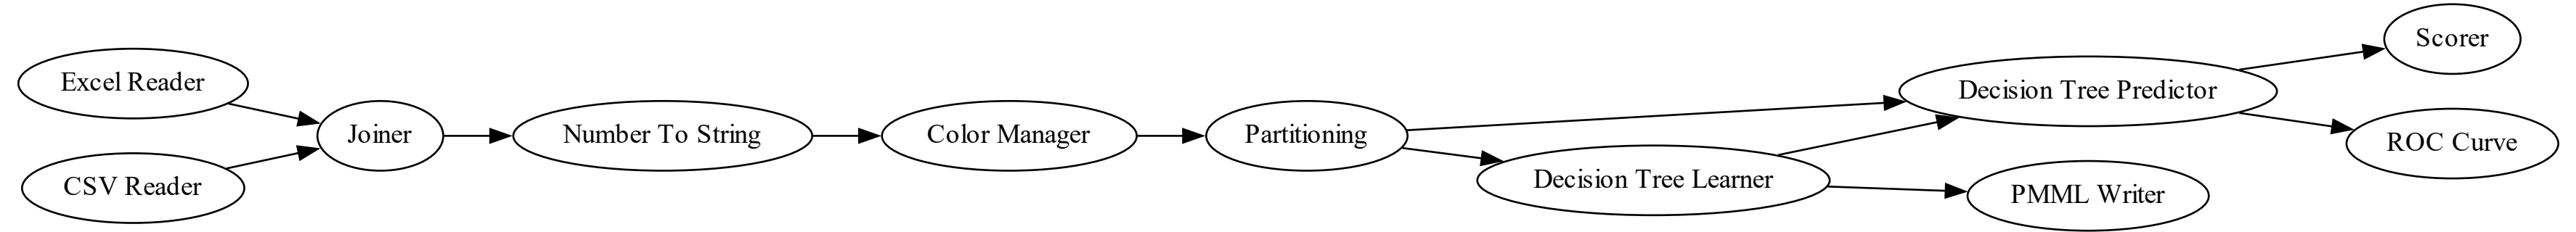 Excel Reader
CSV Reader
Joiner
Number To String
Color Manager
Partitioning
Decision Tree Learner
Decision Tree Predictor
PMML Writer
Scorer
ROC Curve